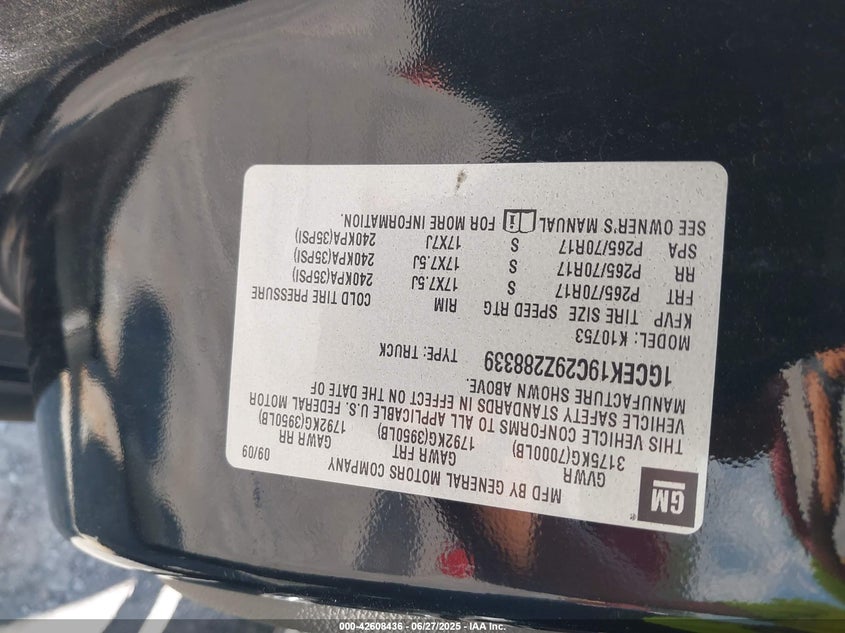 GM ®
MFD BY GENERAL MOTORS COMPANY 09/09
GVWR GAWR FRT GAWR RR
3175KG(7000LB) 1792KG(3950LB) 1792KG(3950LB)
THIS VEHICLE CONFORMS TO ALL APPLICABLE U.S. FEDERAL MOTOR
VEHICLE SAFETY STANDARDS IN EFFECT ON THE DATE OF
MANUFACTURE SHOWN ABOVE.
1GCEK19C29Z288339 TYPE: TRUCK
MODEL: K10753
KFVP TIRE SIZE SPEED RTG RIM COLD TIRE PRESSURE
FRT P265/70R17 S 17X7.5J 240KPA(35PSI)
RR P265/70R17 S 17X7.5J 240KPA(35PSI)
SPA P265/70R17 S 17X7J 240KPA(35PSI)
SEE OWNER'S MANUAL FOR MORE INFORMATION.
000-42608436 - 06/27/2025 - IAA Inc.